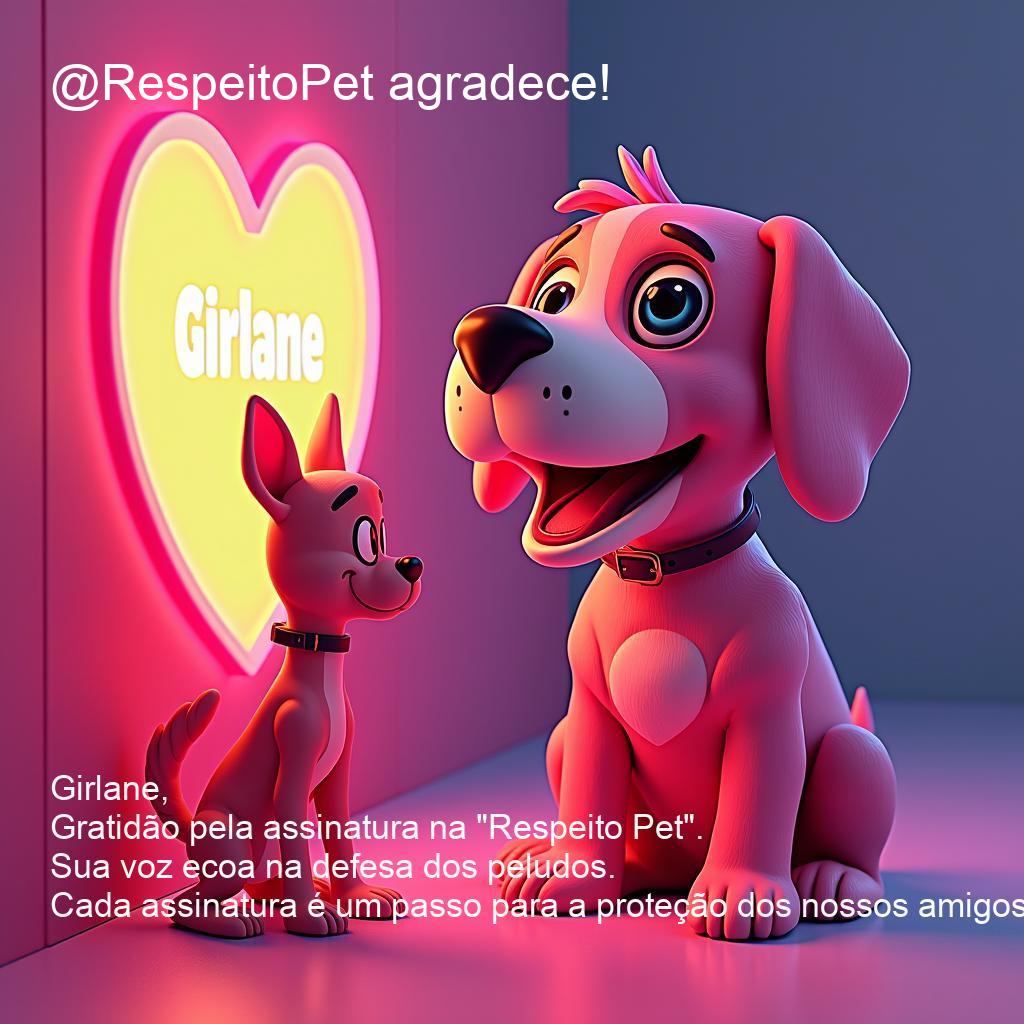 @RespeitoPet agradece!
Girlane
Girlane,
Gratidão pela assinatura na "Respeito Pet".
Sua voz ecoa na defesa dos peludos.
Cada assinatura é um passo para a proteção dos nossos amigos